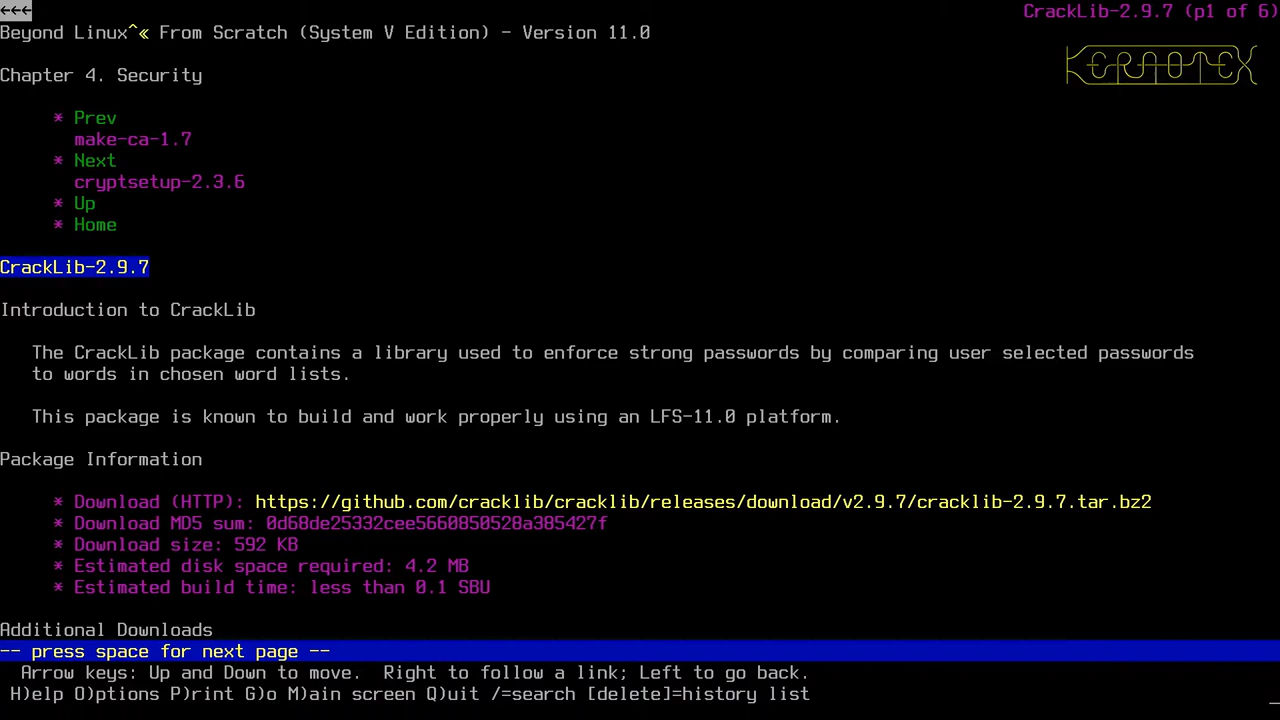 ←←←
CrackLib-2.9.7 (p1 of 6)
Beyond Linux^« From Scratch (System V Edition) - Version 11.0
KERAOTEX
Chapter 4. Security
* Prev
make-ca-1.7
* Next
cryptsetup-2.3.6
* Up
* Home
CrackLib-2.9.7
Introduction to CrackLib
The CrackLib package contains a library used to enforce strong passwords by comparing user selected passwords
to words in chosen word lists.
This package is known to build and work properly using an LFS-11.0 platform.
Package Information
* Download (HTTP): https://github.com/cracklib/cracklib/releases/download/v2.9.7/cracklib-2.9.7.tar.bz2
* Download MD5 sum: 0d68de25332cee5660850528a385427f
* Download size: 592 KB
* Estimated disk space required: 4.2 MB
* Estimated build time: less than 0.1 SBU
Additional Downloads
-- press space for next page --
Arrow keys: Up and Down to move.  Right to follow a link; Left to go back.
H)elp O)ptions P)rint G)o M)ain screen Q)uit /=search [delete]=history list